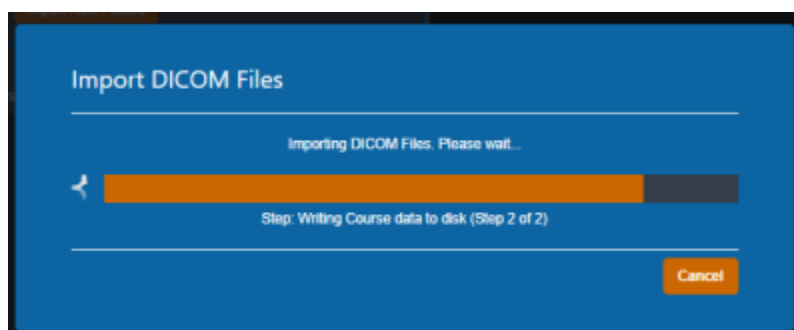 Import DICOM Files
Importing DICOM Files. Please wait...
Step: Writing Course data to disk (Step 2 of 2)
Cancel